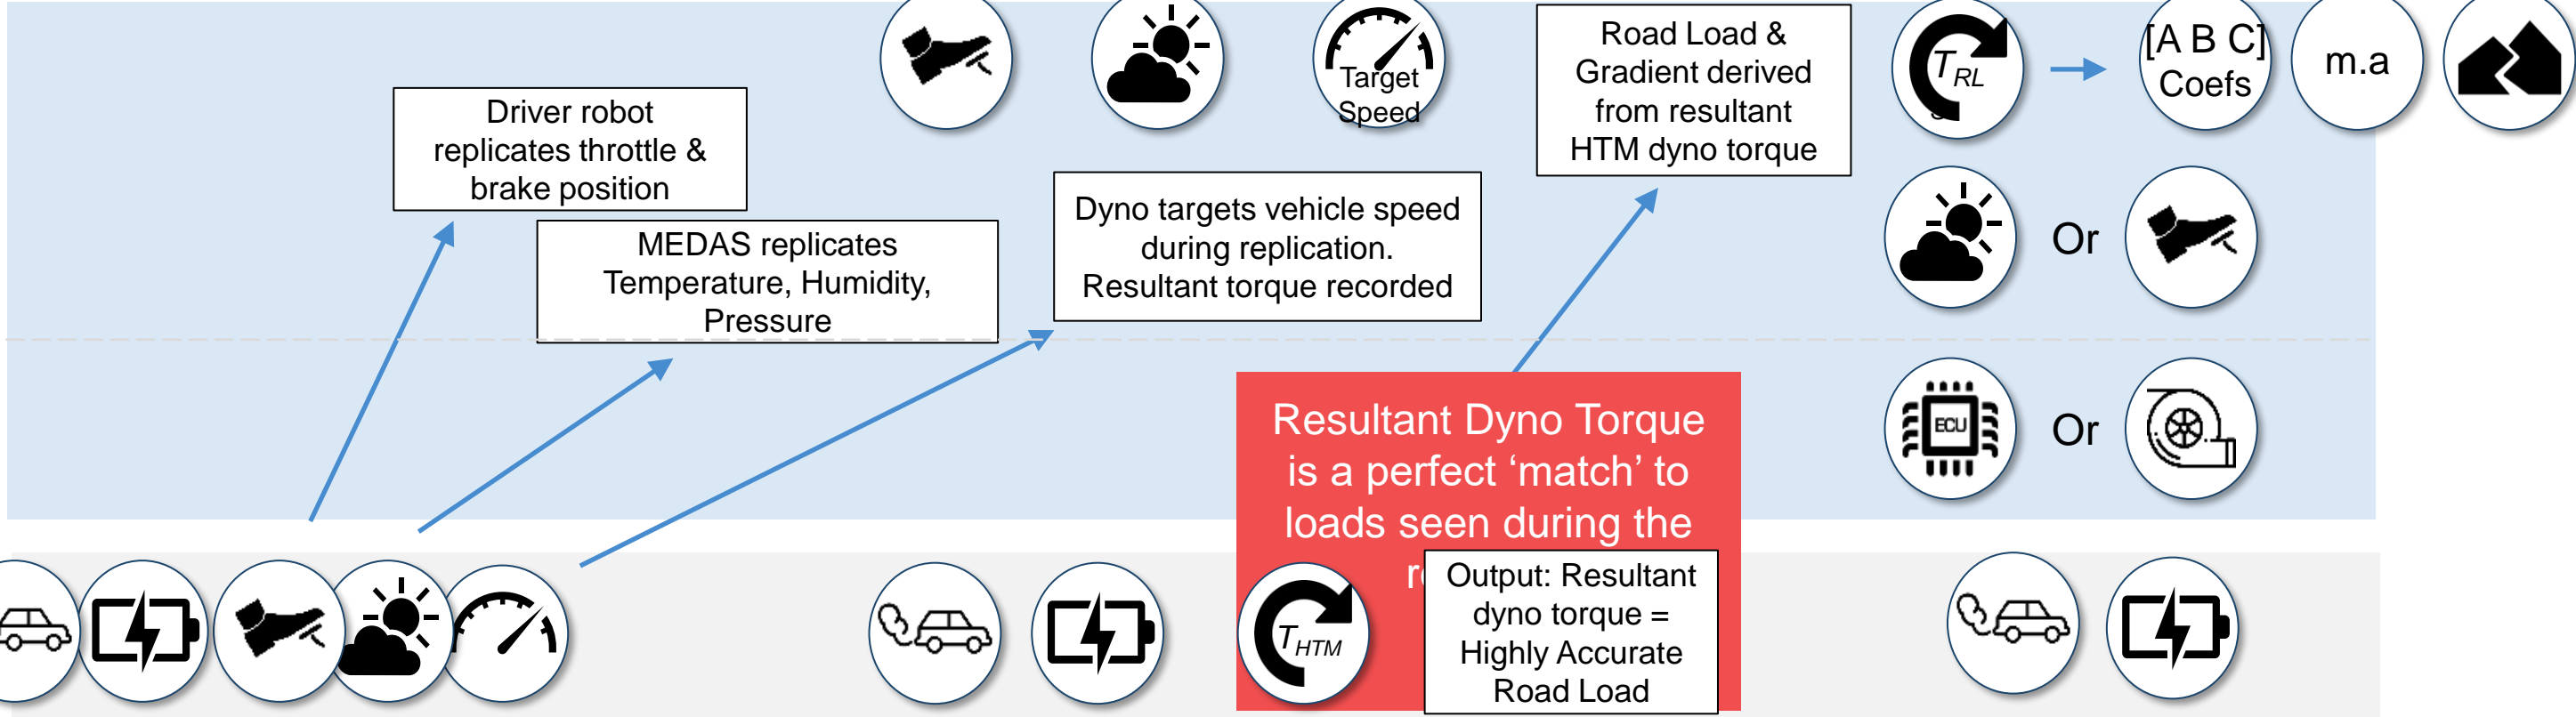 Target
Speed
Road Load &
Gradient derived
from resultant
HTM dyno torque
T_RL
[A B C]
Coefs
m.a
Driver robot
replicates throttle &
brake position
MEDAS replicates
Temperature, Humidity,
Pressure
Dyno targets vehicle speed
during replication.
Resultant torque recorded
Or
ECU
Or
Resultant Dyno Torque
is a perfect ‘match’ to
loads seen during the
T_HTM
Output: Resultant
dyno torque =
Highly Accurate
Road Load